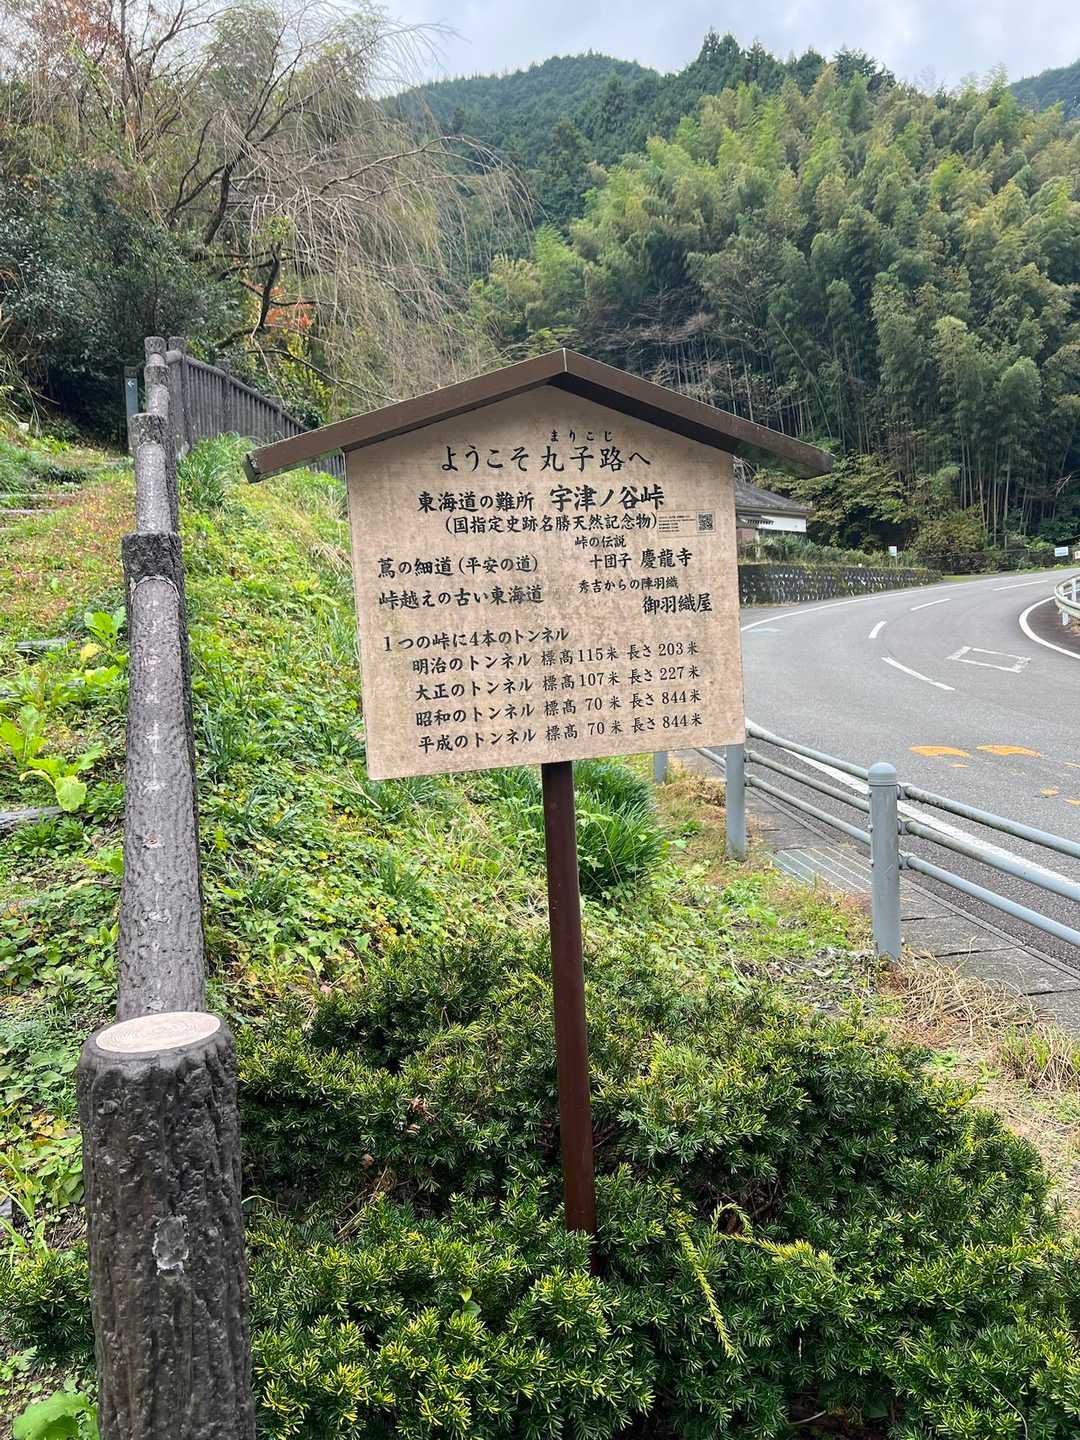 まりこじ
ようこそ丸子路へ
東海道の難所 宇津ノ谷峠
(国指定史跡名勝天然記念物)
峠の伝説
蔦の細道(平安の道) 十団子 慶龍寺
秀吉からの陣羽織
峠越えの古い東海道 御羽織屋
1つの峠に4本のトンネル
明治のトンネル 標高115米 長さ203米
大正のトンネル 標高107米 長さ227米
昭和のトンネル 標高 70米 長さ844米
平成のトンネル 標高 70米 長さ844米